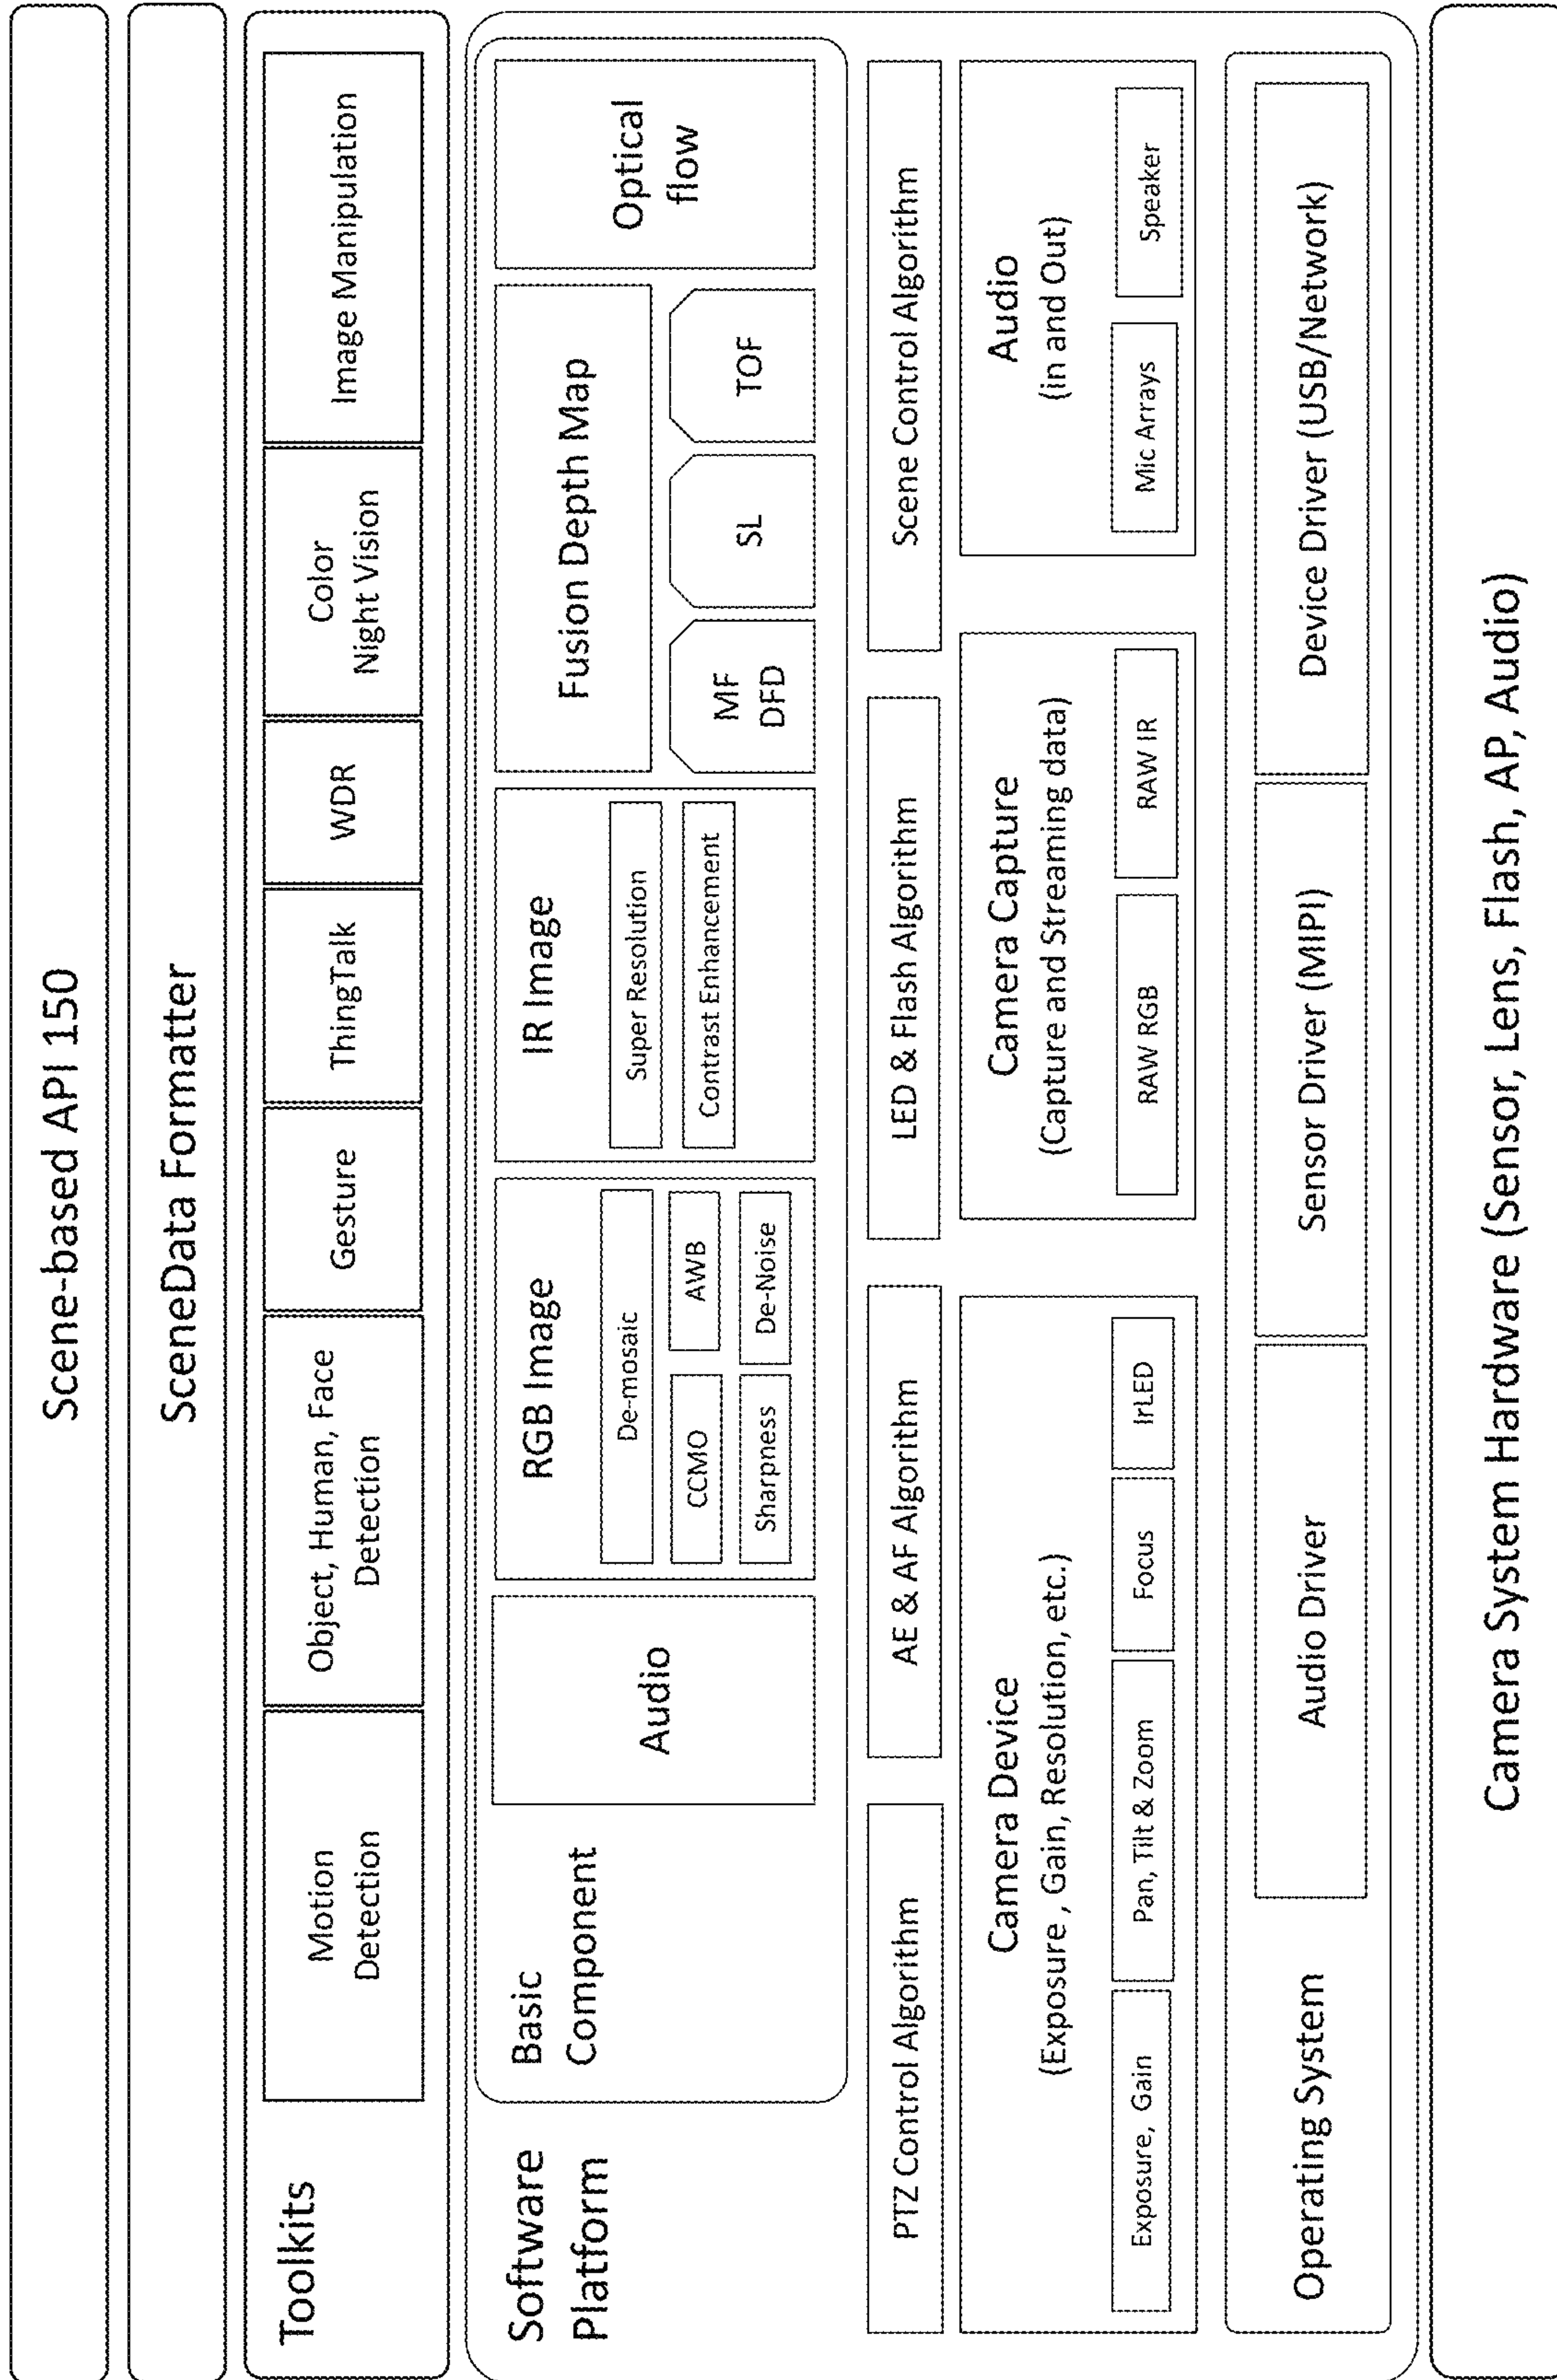 Scene-based API 150
SceneData Formatter
Toolkits
Motion
Detection
Object, Human, Face
Detection
Gesture
ThingTalk
WDR
Color
Night Vision
Image Manipulation
Software
Platform
Basic
Component
Audio
RGB Image
De-mosaic
CCMO
AWB
Sharpness
De-Noise
IR Image
Super Resolution
Contrast Enhancement
Fusion Depth Map
MF
DFD
SL
TOF
Optical
flow
PTZ Control Algorithm
AE & AF Algorithm
LED & Flash Algorithm
Scene Control Algorithm
Camera Device
(Exposure , Gain, Resolution, etc.)
Exposure, Gain
Pan, Tilt & Zoom
Focus
IrLED
Camera Capture
(Capture and Streaming data)
RAW RGB
RAW IR
Audio
(in and Out)
Mic Arrays
Speaker
Operating System
Audio Driver
Sensor Driver (MIPI)
Device Driver (USB/Network)
Camera System Hardware (Sensor, Lens, Flash, AP, Audio)